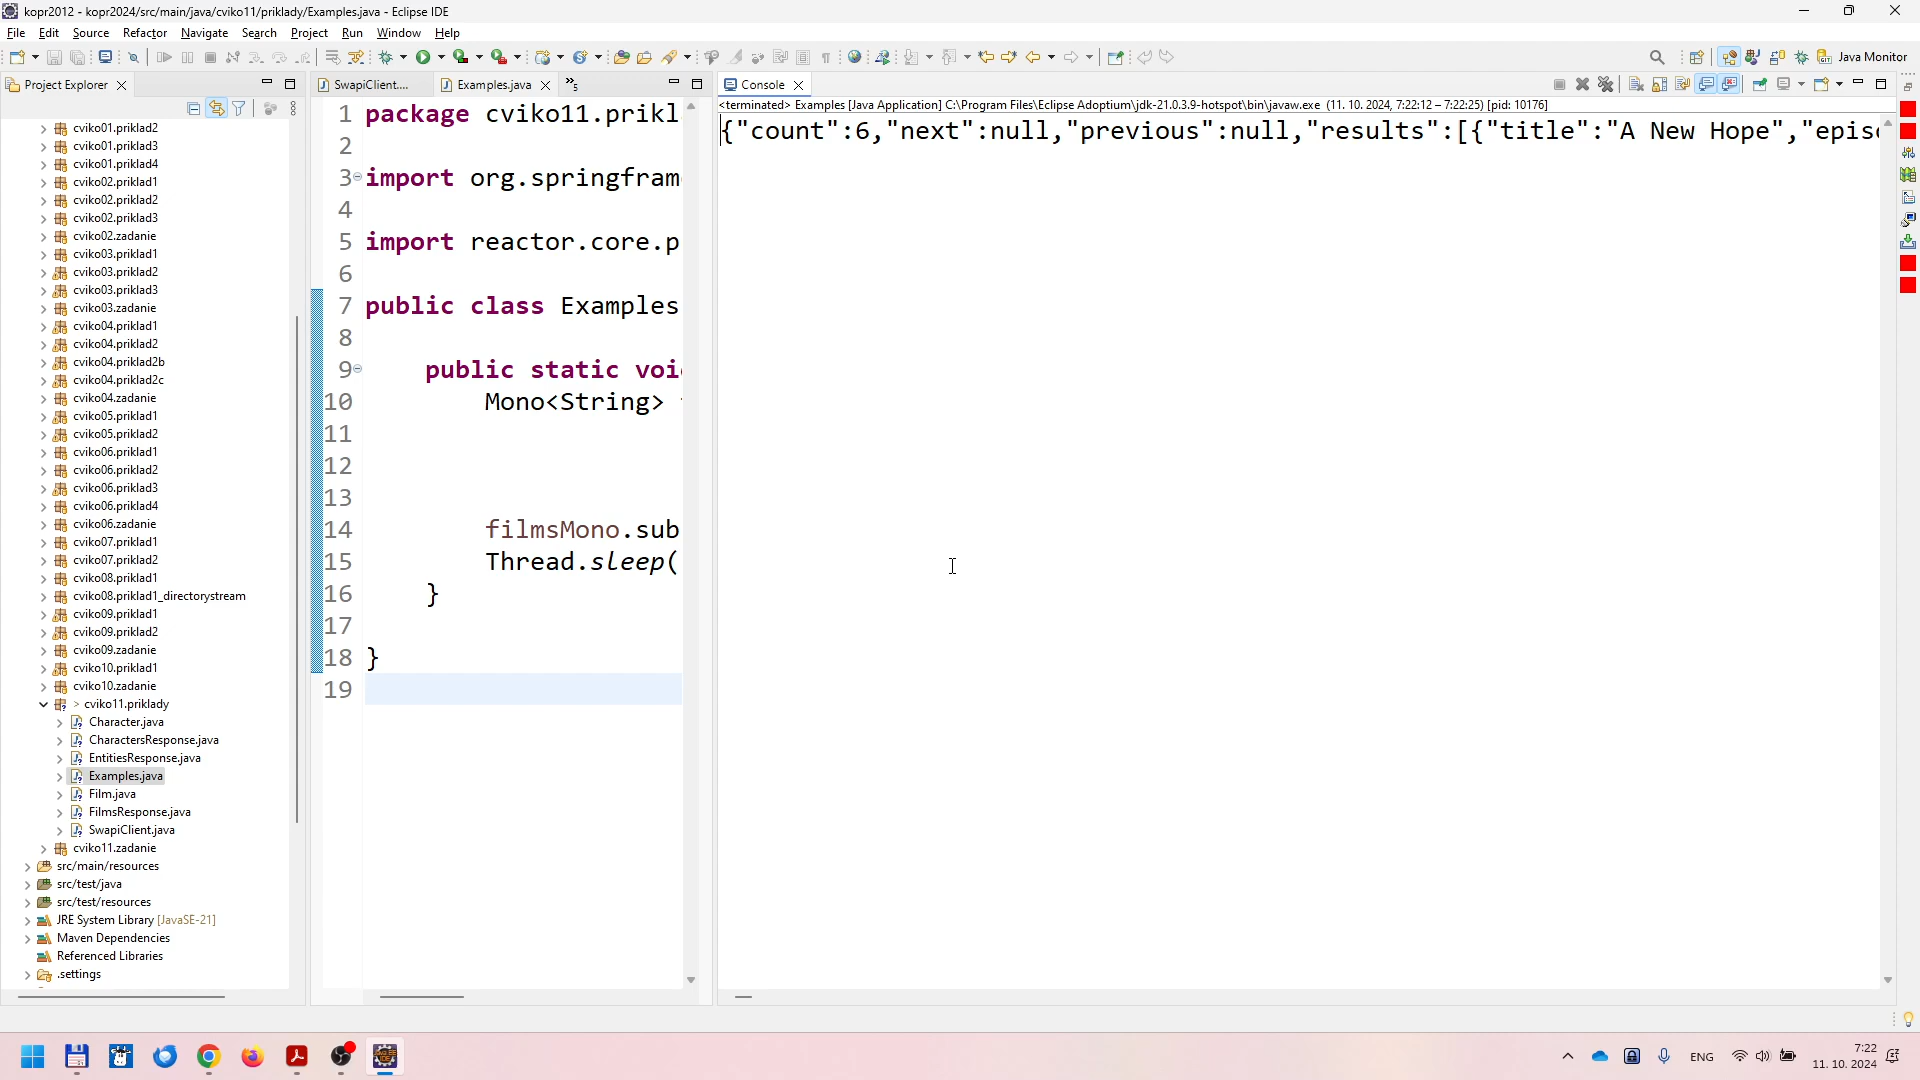 kopr2012 - kopr2024/src/main/java/cviko11/priklady/Examples.java - Eclipse IDE
File Edit Source Refactor Navigate Search Project Run Window Help
Java Monitor
Project Explorer
SwapiClient....
Examples.java
5
Console
<terminated> Examples [Java Application] C:\Program Files\Eclipse Adoptium\jdk-21.0.3.9-hotspot\bin\javaw.exe (11. 10. 2024, 7:22:12 – 7:22:25) [pid: 10176]
{"count":6,"next":null,"previous":null,"results":[{"title":"A New Hope","epis
cviko01.priklad2
cviko01.priklad3
cviko01.priklad4
cviko02.priklad1
cviko02.priklad2
cviko02.priklad3
cviko02.zadanie
cviko03.priklad1
cviko03.priklad2
cviko03.priklad3
cviko03.zadanie
cviko04.priklad1
cviko04.priklad2
cviko04.priklad2b
cviko04.priklad2c
cviko04.zadanie
cviko05.priklad1
cviko05.priklad2
cviko06.priklad1
cviko06.priklad2
cviko06.priklad3
cviko06.priklad4
cviko06.zadanie
cviko07.priklad1
cviko07.priklad2
cviko08.priklad1
cviko08.priklad1_directorystream
cviko09.priklad1
cviko09.priklad2
cviko09.zadanie
cviko10.priklad1
cviko10.zadanie
> cviko11.priklady
Character.java
CharactersResponse.java
EntitiesResponse.java
Examples.java
Film.java
FilmsResponse.java
SwapiClient.java
cviko11.zadanie
src/main/resources
src/test/java
src/test/resources
JRE System Library [JavaSE-21]
Maven Dependencies
Referenced Libraries
.settings
1 package cviko11.prikl
2
3 import org.springfram
4
5 import reactor.core.p
6
7 public class Examples
8
9 public static voi
10 Mono<String>
11
12
13
14 filmsMono.sub
15 Thread.sleep(
16 }
17
18 }
19
ENG
7:22
11. 10. 2024